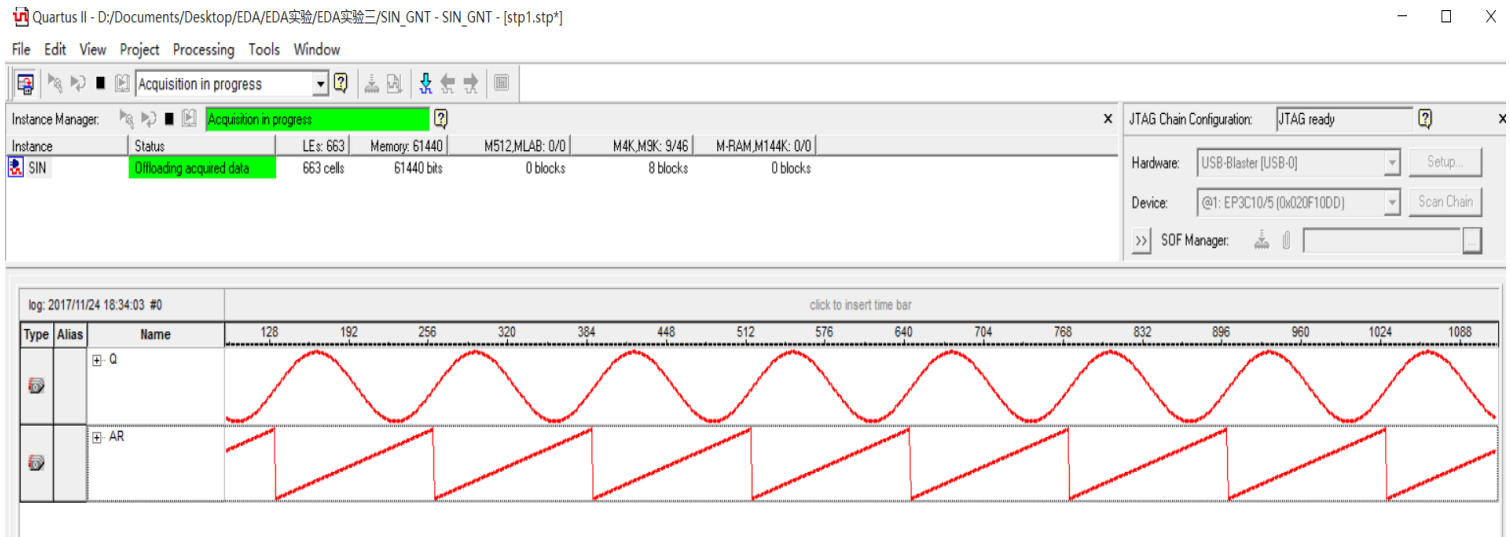 Quartus II - D:/Documents/Desktop/EDA/EDA实验/EDA实验三/SIN_GNT - SIN_GNT - [stp1.stp*]
File Edit View Project Processing Tools Window
Acquisition in progress
Instance Manager: Acquisition in progress
Instance Status LEs: 663 Memory: 61440 M512,MLAB: 0/0 M4K,M9K: 9/46 M-RAM,M144K: 0/0
SIN Offloading acquired data 663 cells 61440 bits 0 blocks 8 blocks 0 blocks
JTAG Chain Configuration: JTAG ready
Hardware: USB-Blaster [USB-0] Setup...
Device: @1: EP3C10/5 (0x020F10DD) Scan Chain
>> SOF Manager: ...
log: 2017/11/24 18:34:03 #0 click to insert time bar
Type Alias Name 128 192 256 320 384 448 512 576 640 704 768 832 896 960 1024 1088
Q
AR